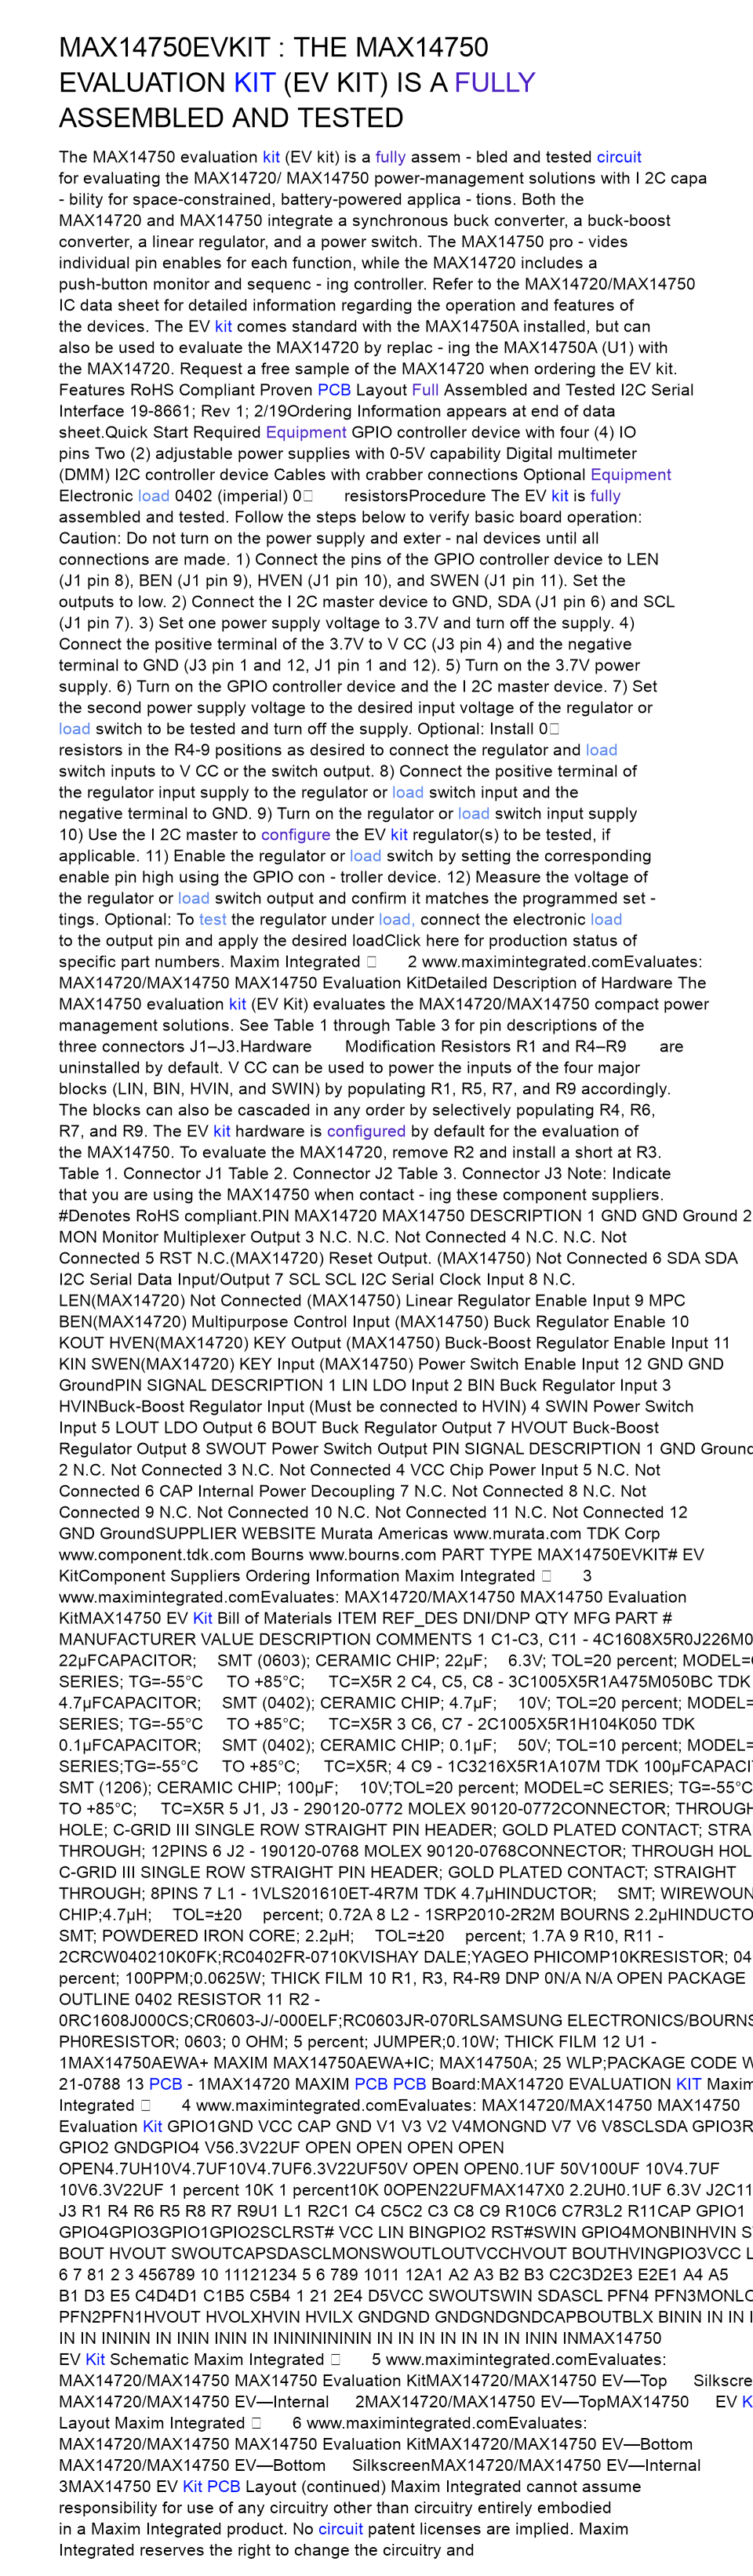 MAX14750EVKIT : THE MAX14750
EVALUATION KIT (EV KIT) IS A FULLY
ASSEMBLED AND TESTED
The MAX14750 evaluation kit (EV kit) is a fully assem - bled and tested circuit
for evaluating the MAX14720/ MAX14750 power-management solutions with I 2C capa
- bility for space-constrained, battery-powered applica - tions. Both the
MAX14720 and MAX14750 integrate a synchronous buck converter, a buck-boost
converter, a linear regulator, and a power switch. The MAX14750 pro - vides
individual pin enables for each function, while the MAX14720 includes a
push-button monitor and sequenc - ing controller. Refer to the MAX14720/MAX14750
IC data sheet for detailed information regarding the operation and features of
the devices. The EV kit comes standard with the MAX14750A installed, but can
also be used to evaluate the MAX14720 by replac - ing the MAX14750A (U1) with
the MAX14720. Request a free sample of the MAX14720 when ordering the EV kit.
Features RoHS Compliant Proven PCB Layout Full Assembled and Tested I2C Serial
Interface 19-8661; Rev 1; 2/19Ordering Information appears at end of data
sheet.Quick Start Required Equipment GPIO controller device with four (4) IO
pins Two (2) adjustable power supplies with 0-5V capability Digital multimeter
(DMM) I2C controller device Cables with crabber connections Optional Equipment
Electronic load 0402 (imperial) 0 resistorsProcedure The EV kit is fully
assembled and tested. Follow the steps below to verify basic board operation:
Caution: Do not turn on the power supply and exter - nal devices until all
connections are made. 1) Connect the pins of the GPIO controller device to LEN
(J1 pin 8), BEN (J1 pin 9), HVEN (J1 pin 10), and SWEN (J1 pin 11). Set the
outputs to low. 2) Connect the I 2C master device to GND, SDA (J1 pin 6) and SCL
(J1 pin 7). 3) Set one power supply voltage to 3.7V and turn off the supply. 4)
Connect the positive terminal of the 3.7V to V CC (J3 pin 4) and the negative
terminal to GND (J3 pin 1 and 12, J1 pin 1 and 12). 5) Turn on the 3.7V power
supply. 6) Turn on the GPIO controller device and the I 2C master device. 7) Set
the second power supply voltage to the desired input voltage of the regulator or
load switch to be tested and turn off the supply. Optional: Install 0
resistors in the R4-9 positions as desired to connect the regulator and load
switch inputs to V CC or the switch output. 8) Connect the positive terminal of
the regulator input supply to the regulator or load switch input and the
negative terminal to GND. 9) Turn on the regulator or load switch input supply
10) Use the I 2C master to configure the EV kit regulator(s) to be tested, if
applicable. 11) Enable the regulator or load switch by setting the corresponding
enable pin high using the GPIO con - troller device. 12) Measure the voltage of
the regulator or load switch output and confirm it matches the programmed set -
tings. Optional: To test the regulator under load, connect the electronic load
to the output pin and apply the desired loadClick here for production status of
specific part numbers. Maxim Integrated 2 www.maximintegrated.comEvaluates:
MAX14720/MAX14750 MAX14750 Evaluation KitDetailed Description of Hardware The
MAX14750 evaluation kit (EV Kit) evaluates the MAX14720/MAX14750 compact power
management solutions. See Table 1 through Table 3 for pin descriptions of the
three connectors J1–J3.Hardware Modification Resistors R1 and R4–R9 are
uninstalled by default. V CC can be used to power the inputs of the four major
blocks (LIN, BIN, HVIN, and SWIN) by populating R1, R5, R7, and R9 accordingly.
The blocks can also be cascaded in any order by selectively populating R4, R6,
R7, and R9. The EV kit hardware is configured by default for the evaluation of
the MAX14750. To evaluate the MAX14720, remove R2 and install a short at R3.
Table 1. Connector J1 Table 2. Connector J2 Table 3. Connector J3 Note: Indicate
that you are using the MAX14750 when contact - ing these component suppliers.
#Denotes RoHS compliant.PIN MAX14720 MAX14750 DESCRIPTION 1 GND GND Ground 2
MON Monitor Multiplexer Output 3 N.C. N.C. Not Connected 4 N.C. N.C. Not
Connected 5 RST N.C.(MAX14720) Reset Output. (MAX14750) Not Connected 6 SDA SDA
I2C Serial Data Input/Output 7 SCL SCL I2C Serial Clock Input 8 N.C.
LEN(MAX14720) Not Connected (MAX14750) Linear Regulator Enable Input 9 MPC
BEN(MAX14720) Multipurpose Control Input (MAX14750) Buck Regulator Enable 10
KOUT HVEN(MAX14720) KEY Output (MAX14750) Buck-Boost Regulator Enable Input 11
KIN SWEN(MAX14720) KEY Input (MAX14750) Power Switch Enable Input 12 GND GND
GroundPIN SIGNAL DESCRIPTION 1 LIN LDO Input 2 BIN Buck Regulator Input 3
HVINBuck-Boost Regulator Input (Must be connected to HVIN) 4 SWIN Power Switch
Input 5 LOUT LDO Output 6 BOUT Buck Regulator Output 7 HVOUT Buck-Boost
Regulator Output 8 SWOUT Power Switch Output PIN SIGNAL DESCRIPTION 1 GND Ground
2 N.C. Not Connected 3 N.C. Not Connected 4 VCC Chip Power Input 5 N.C. Not
Connected 6 CAP Internal Power Decoupling 7 N.C. Not Connected 8 N.C. Not
Connected 9 N.C. Not Connected 10 N.C. Not Connected 11 N.C. Not Connected 12
GND GroundSUPPLIER WEBSITE Murata Americas www.murata.com TDK Corp
www.component.tdk.com Bourns www.bourns.com PART TYPE MAX14750EVKIT# EV
KitComponent Suppliers Ordering Information Maxim Integrated 3
www.maximintegrated.comEvaluates: MAX14720/MAX14750 MAX14750 Evaluation
KitMAX14750 EV Kit Bill of Materials ITEM REF_DES DNI/DNP QTY MFG PART #
MANUFACTURER VALUE DESCRIPTION COMMENTS 1 C1-C3, C11 - 4C1608X5R0J226M0
22µFCAPACITOR; SMT (0603); CERAMIC CHIP; 22µF; 6.3V; TOL=20 percent; MODEL=
SERIES; TG=-55°C TO +85°C; TC=X5R 2 C4, C5, C8 - 3C1005X5R1A475M050BC TDK
4.7µFCAPACITOR; SMT (0402); CERAMIC CHIP; 4.7µF; 10V; TOL=20 percent; MODEL=
SERIES; TG=-55°C TO +85°C; TC=X5R 3 C6, C7 - 2C1005X5R1H104K050 TDK
0.1µFCAPACITOR; SMT (0402); CERAMIC CHIP; 0.1µF; 50V; TOL=10 percent; MODEL=
SERIES;TG=-55°C TO +85°C; TC=X5R; 4 C9 - 1C3216X5R1A107M TDK 100µFCAPACIT
SMT (1206); CERAMIC CHIP; 100µF; 10V;TOL=20 percent; MODEL=C SERIES; TG=-55°C
TO +85°C; TC=X5R 5 J1, J3 - 290120-0772 MOLEX 90120-0772CONNECTOR; THROUGH
HOLE; C-GRID III SINGLE ROW STRAIGHT PIN HEADER; GOLD PLATED CONTACT; STRA
THROUGH; 12PINS 6 J2 - 190120-0768 MOLEX 90120-0768CONNECTOR; THROUGH HOL
C-GRID III SINGLE ROW STRAIGHT PIN HEADER; GOLD PLATED CONTACT; STRAIGHT
THROUGH; 8PINS 7 L1 - 1VLS201610ET-4R7M TDK 4.7µHINDUCTOR; SMT; WIREWOUN
CHIP;4.7µH; TOL=±20 percent; 0.72A 8 L2 - 1SRP2010-2R2M BOURNS 2.2µHINDUCTO
SMT; POWDERED IRON CORE; 2.2µH; TOL=±20 percent; 1.7A 9 R10, R11 -
2CRCW040210K0FK;RC0402FR-0710KVISHAY DALE;YAGEO PHICOMP10KRESISTOR; 04
percent; 100PPM;0.0625W; THICK FILM 10 R1, R3, R4-R9 DNP 0N/A N/A OPEN PACKAGE
OUTLINE 0402 RESISTOR 11 R2 -
0RC1608J000CS;CR0603-J/-000ELF;RC0603JR-070RLSAMSUNG ELECTRONICS/BOURNS
PH0RESISTOR; 0603; 0 OHM; 5 percent; JUMPER;0.10W; THICK FILM 12 U1 -
1MAX14750AEWA+ MAXIM MAX14750AEWA+IC; MAX14750A; 25 WLP;PACKAGE CODE W
21-0788 13 PCB - 1MAX14720 MAXIM PCB PCB Board:MAX14720 EVALUATION KIT Maxim
Integrated 4 www.maximintegrated.comEvaluates: MAX14720/MAX14750 MAX14750
Evaluation Kit GPIO1GND VCC CAP GND V1 V3 V2 V4MONGND V7 V6 V8SCLSDA GPIO3R
GPIO2 GNDGPIO4 V56.3V22UF OPEN OPEN OPEN OPEN
OPEN4.7UH10V4.7UF10V4.7UF6.3V22UF50V OPEN OPEN0.1UF 50V100UF 10V4.7UF
10V6.3V22UF 1 percent 10K 1 percent10K 0OPEN22UFMAX147X0 2.2UH0.1UF 6.3V J2C11
J3 R1 R4 R6 R5 R8 R7 R9U1 L1 R2C1 C4 C5C2 C3 C8 C9 R10C6 C7R3L2 R11CAP GPIO1
GPIO4GPIO3GPIO1GPIO2SCLRST# VCC LIN BINGPIO2 RST#SWIN GPIO4MONBINHVIN S
BOUT HVOUT SWOUTCAPSDASCLMONSWOUTLOUTVCCHVOUT BOUTHVINGPIO3VCC L
6 7 81 2 3 456789 10 11121234 5 6 789 1011 12A1 A2 A3 B2 B3 C2C3D2E3 E2E1 A4 A5
B1 D3 E5 C4D4D1 C1B5 C5B4 1 21 2E4 D5VCC SWOUTSWIN SDASCL PFN4 PFN3MONLO
PFN2PFN1HVOUT HVOLXHVIN HVILX GNDGND GNDGNDGNDCAPBOUTBLX BININ IN IN I
IN IN INININ IN ININ ININ IN ININININININ IN IN IN IN IN IN IN ININ INMAX14750
EV Kit Schematic Maxim Integrated 5 www.maximintegrated.comEvaluates:
MAX14720/MAX14750 MAX14750 Evaluation KitMAX14720/MAX14750 EV—Top Silkscre
MAX14720/MAX14750 EV—Internal 2MAX14720/MAX14750 EV—TopMAX14750 EV K
Layout Maxim Integrated 6 www.maximintegrated.comEvaluates:
MAX14720/MAX14750 MAX14750 Evaluation KitMAX14720/MAX14750 EV—Bottom
MAX14720/MAX14750 EV—Bottom SilkscreenMAX14720/MAX14750 EV—Internal
3MAX14750 EV Kit PCB Layout (continued) Maxim Integrated cannot assume
responsibility for use of any circuitry other than circuitry entirely embodied
in a Maxim Integrated product. No circuit patent licenses are implied. Maxim
Integrated reserves the right to change the circuitry and